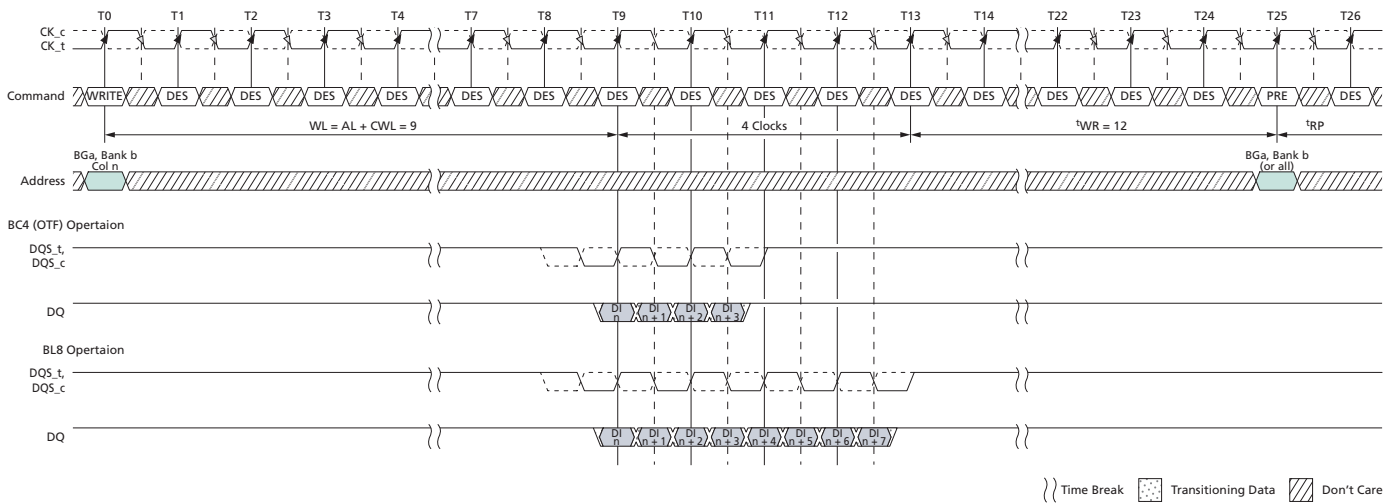 T0 T1 T2 T3 T4 T7 T8 T9 T10 T11 T12 T13 T14 T22 T23 T24 T25 T26
CK_c
CK_t
Command WRITE DES DES DES DES DES DES DES DES DES DES DES DES DES DES DES PRE DES
WL = AL + CWL = 9 4 Clocks tWR = 12 tRP
BGa, Bank b
Col n
BGa, Bank b
(or all)
Address
BC4 (OTF) Opertaion
DQS_t,
DQS_c
DQ
DI n DI n + 1 DI n + 2 DI n + 3
BL8 Opertaion
DQS_t,
DQS_c
DQ
DI n DI n + 1 DI n + 2 DI n + 3 DI n + 4 DI n + 5 DI n + 6 DI n + 7
Time Break Transitioning Data Don't Care